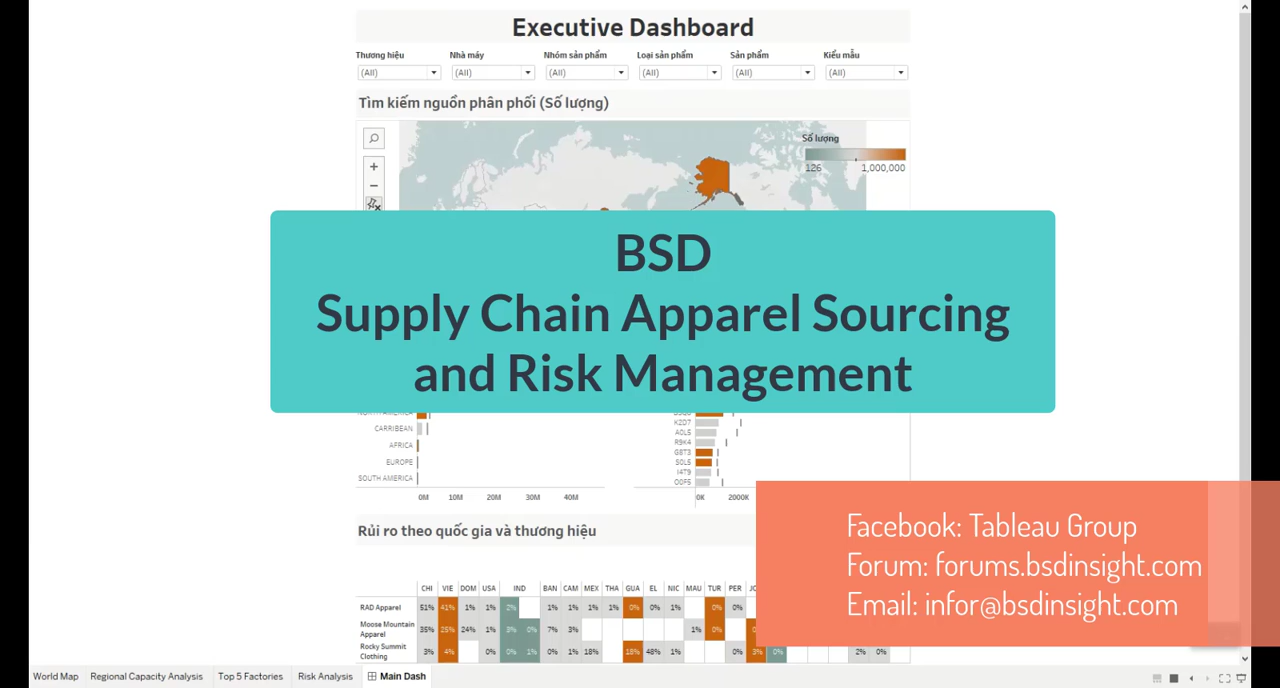 Executive Dashboard
Thương hiệu Nhà máy Nhóm sản phẩm Loại sản phẩm Sản phẩm Kiểu mẫu
(All) (All) (All) (All) (All) (All)
Tìm kiếm nguồn phân phối (Số lượng)
Số lượng
126 1,000,000
BSD
Supply Chain Apparel Sourcing
and Risk Management
NORTH AMERICA
CARRIBEAN
AFRICA
EUROPE
SOUTH AMERICA
0M 10M 20M 30M 40M
K2D7
A0L5
R9K4
G8T3
S0L5
I4T9
O0F5
0K 2000K
Facebook: Tableau Group
Forum: forums.bsdinsight.com
Email: infor@bsdinsight.com
Rủi ro theo quốc gia và thương hiệu
CHI VIE DOM USA IND BAN CAM MEX THA GUA EL NIC MAU TUR PER
RAD Apparel 51% 41% 1% 1% 2% 1% 1% 1% 1% 0% 0% 1% 0% 0%
Moose Mountain
Apparel 35% 25% 24% 1% 3% 0% 7% 3% 1% 0%
Rocky Summit
Clothing 3% 4% 0% 0% 1% 0% 1% 18% 18% 48% 1% 0% 3% 0% 2% 0%
World Map Regional Capacity Analysis Top 5 Factories Risk Analysis Main Dash